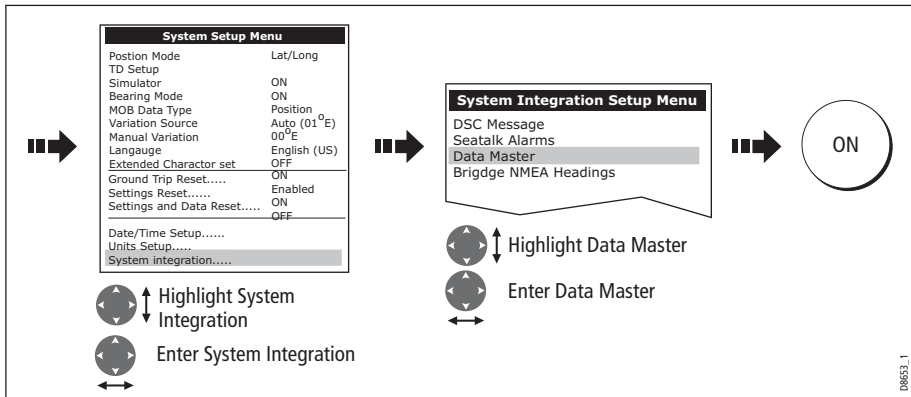 System Setup Menu
Postion Mode Lat/Long
TD Setup
Simulator ON
Bearing Mode ON
MOB Data Type Position
Variation Source Auto (01°E)
Manual Variation 00°E
Langauge English (US)
Extended Charactor set OFF
Ground Trip Reset..... ON
Settings Reset...... Enabled
Settings and Data Reset..... ON
OFF
Date/Time Setup......
Units Setup.....
System integration.....
Highlight System
Integration
Enter System Integration
System Integration Setup Menu
DSC Message
Seatalk Alarms
Data Master
Brigdge NMEA Headings
Highlight Data Master
Enter Data Master
ON
D8653_1